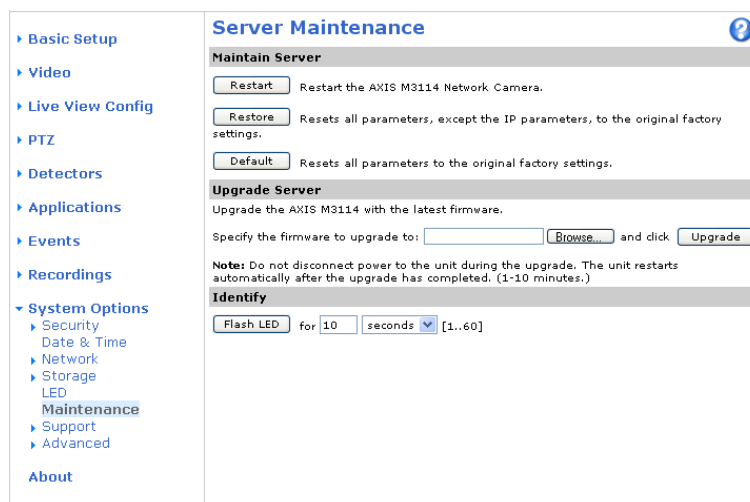 Basic Setup
Video
Live View Config
PTZ
Detectors
Applications
Events
Recordings
System Options
Security
Date & Time
Network
Storage
LED
Maintenance
Support
Advanced
About
Server Maintenance
?
Maintain Server
Restart Restart the AXIS M3114 Network Camera.
Restore Resets all parameters, except the IP parameters, to the original factory
settings.
Default Resets all parameters to the original factory settings.
Upgrade Server
Upgrade the AXIS M3114 with the latest firmware.
Specify the firmware to upgrade to: Browse... and click Upgrade
Note: Do not disconnect power to the unit during the upgrade. The unit restarts
automatically after the upgrade has completed. (1-10 minutes.)
Identify
Flash LED for 10 seconds [1..60]